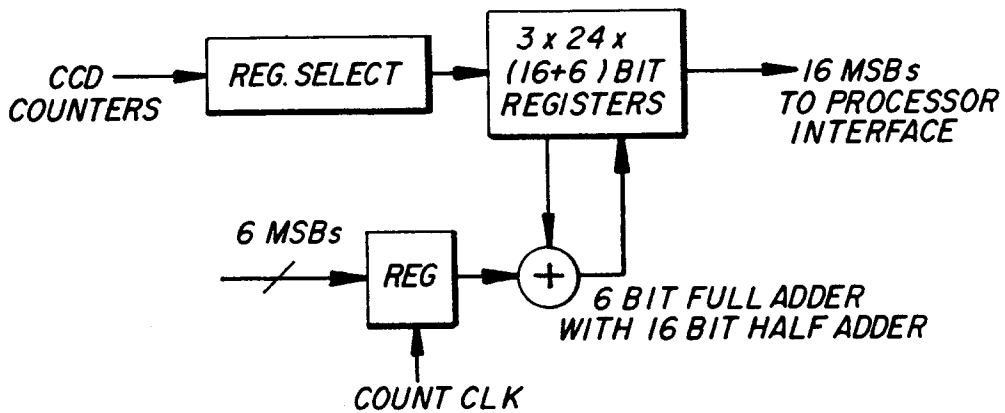 CCD
COUNTERS
REG. SELECT
3 x 24 x
(16+6) BIT
REGISTERS
16 MSBs
TO PROCESSOR
INTERFACE
6 MSBs
REG
+
6 BIT FULL ADDER
WITH 16 BIT HALF ADDER
COUNT CLK